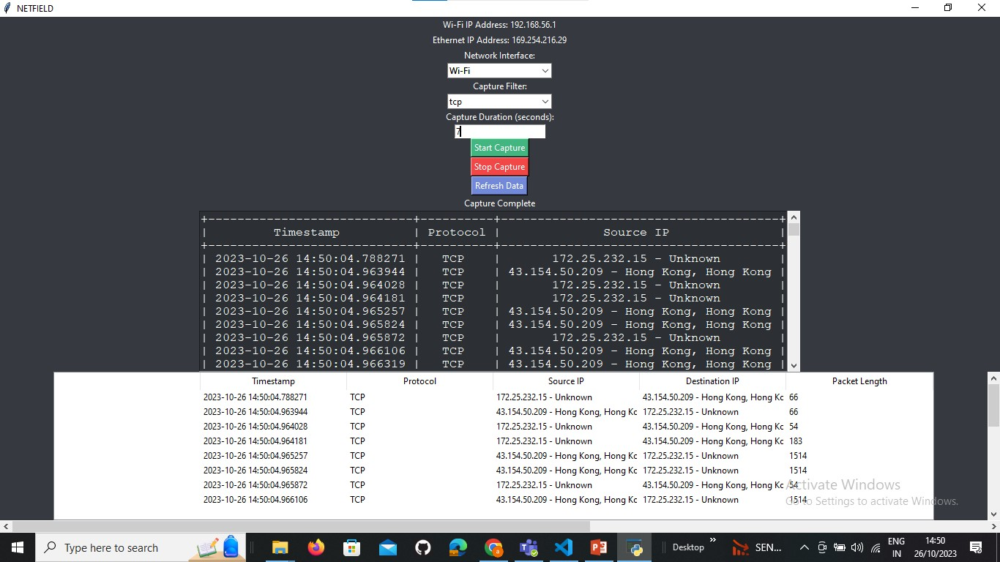 NETFIELD
Wi-Fi IP Address: 192.168.56.1
Ethernet IP Address: 169.254.216.29
Network Interface:
Wi-Fi
Capture Filter:
tcp
Capture Duration (seconds):
7
Start Capture
Stop Capture
Refresh Data
Capture Complete
+----------------------------+----------+--------------------------------------+
| Timestamp | Protocol | Source IP |
+----------------------------+----------+--------------------------------------+
| 2023-10-26 14:50:04.788271 | TCP | 172.25.232.15 - Unknown |
| 2023-10-26 14:50:04.963944 | TCP | 43.154.50.209 - Hong Kong, Hong Kong |
| 2023-10-26 14:50:04.964028 | TCP | 172.25.232.15 - Unknown |
| 2023-10-26 14:50:04.964181 | TCP | 172.25.232.15 - Unknown |
| 2023-10-26 14:50:04.965257 | TCP | 43.154.50.209 - Hong Kong, Hong Kong |
| 2023-10-26 14:50:04.965824 | TCP | 43.154.50.209 - Hong Kong, Hong Kong |
| 2023-10-26 14:50:04.965872 | TCP | 172.25.232.15 - Unknown |
| 2023-10-26 14:50:04.966106 | TCP | 43.154.50.209 - Hong Kong, Hong Kong |
| 2023-10-26 14:50:04.966319 | TCP | 43.154.50.209 - Hong Kong, Hong Kong |
Timestamp Protocol Source IP Destination IP Packet Length
2023-10-26 14:50:04.788271 TCP 172.25.232.15 - Unknown 43.154.50.209 - Hong Kong, Hong Kc 66
2023-10-26 14:50:04.963944 TCP 43.154.50.209 - Hong Kong, Hong Kc 172.25.232.15 - Unknown 66
2023-10-26 14:50:04.964028 TCP 172.25.232.15 - Unknown 43.154.50.209 - Hong Kong, Hong Kc 54
2023-10-26 14:50:04.964181 TCP 172.25.232.15 - Unknown 43.154.50.209 - Hong Kong, Hong Kc 183
2023-10-26 14:50:04.965257 TCP 43.154.50.209 - Hong Kong, Hong Kc 172.25.232.15 - Unknown 1514
2023-10-26 14:50:04.965824 TCP 43.154.50.209 - Hong Kong, Hong Kc 172.25.232.15 - Unknown 1514
2023-10-26 14:50:04.965872 TCP 172.25.232.15 - Unknown 43.154.50.209 - Hong Kong, Hong Kc 54
2023-10-26 14:50:04.966106 TCP 43.154.50.209 - Hong Kong, Hong Kc 172.25.232.15 - Unknown 1514
Activate Windows
Go to Settings to activate Windows.
Type here to search
Desktop
SEN...
ENG
IN
14:50
26/10/2023